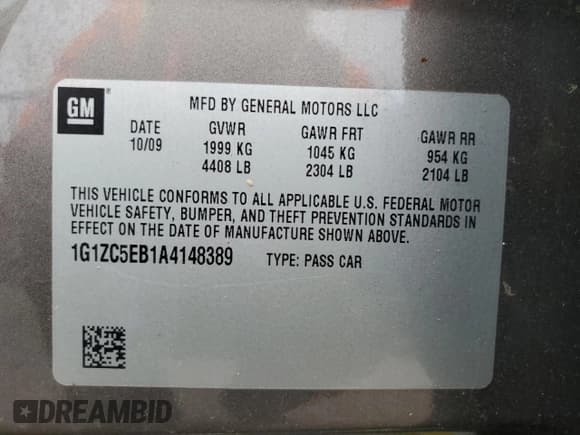 GM ®
MFD BY GENERAL MOTORS LLC
DATE GVWR GAWR FRT GAWR RR
10/09 1999 KG 1045 KG 954 KG
4408 LB 2304 LB 2104 LB
THIS VEHICLE CONFORMS TO ALL APPLICABLE U.S. FEDERAL MOTOR
VEHICLE SAFETY, BUMPER, AND THEFT PREVENTION STANDARDS IN
EFFECT ON THE DATE OF MANUFACTURE SHOWN ABOVE.
1G1ZC5EB1A4148389 TYPE: PASS CAR
DREAMBID